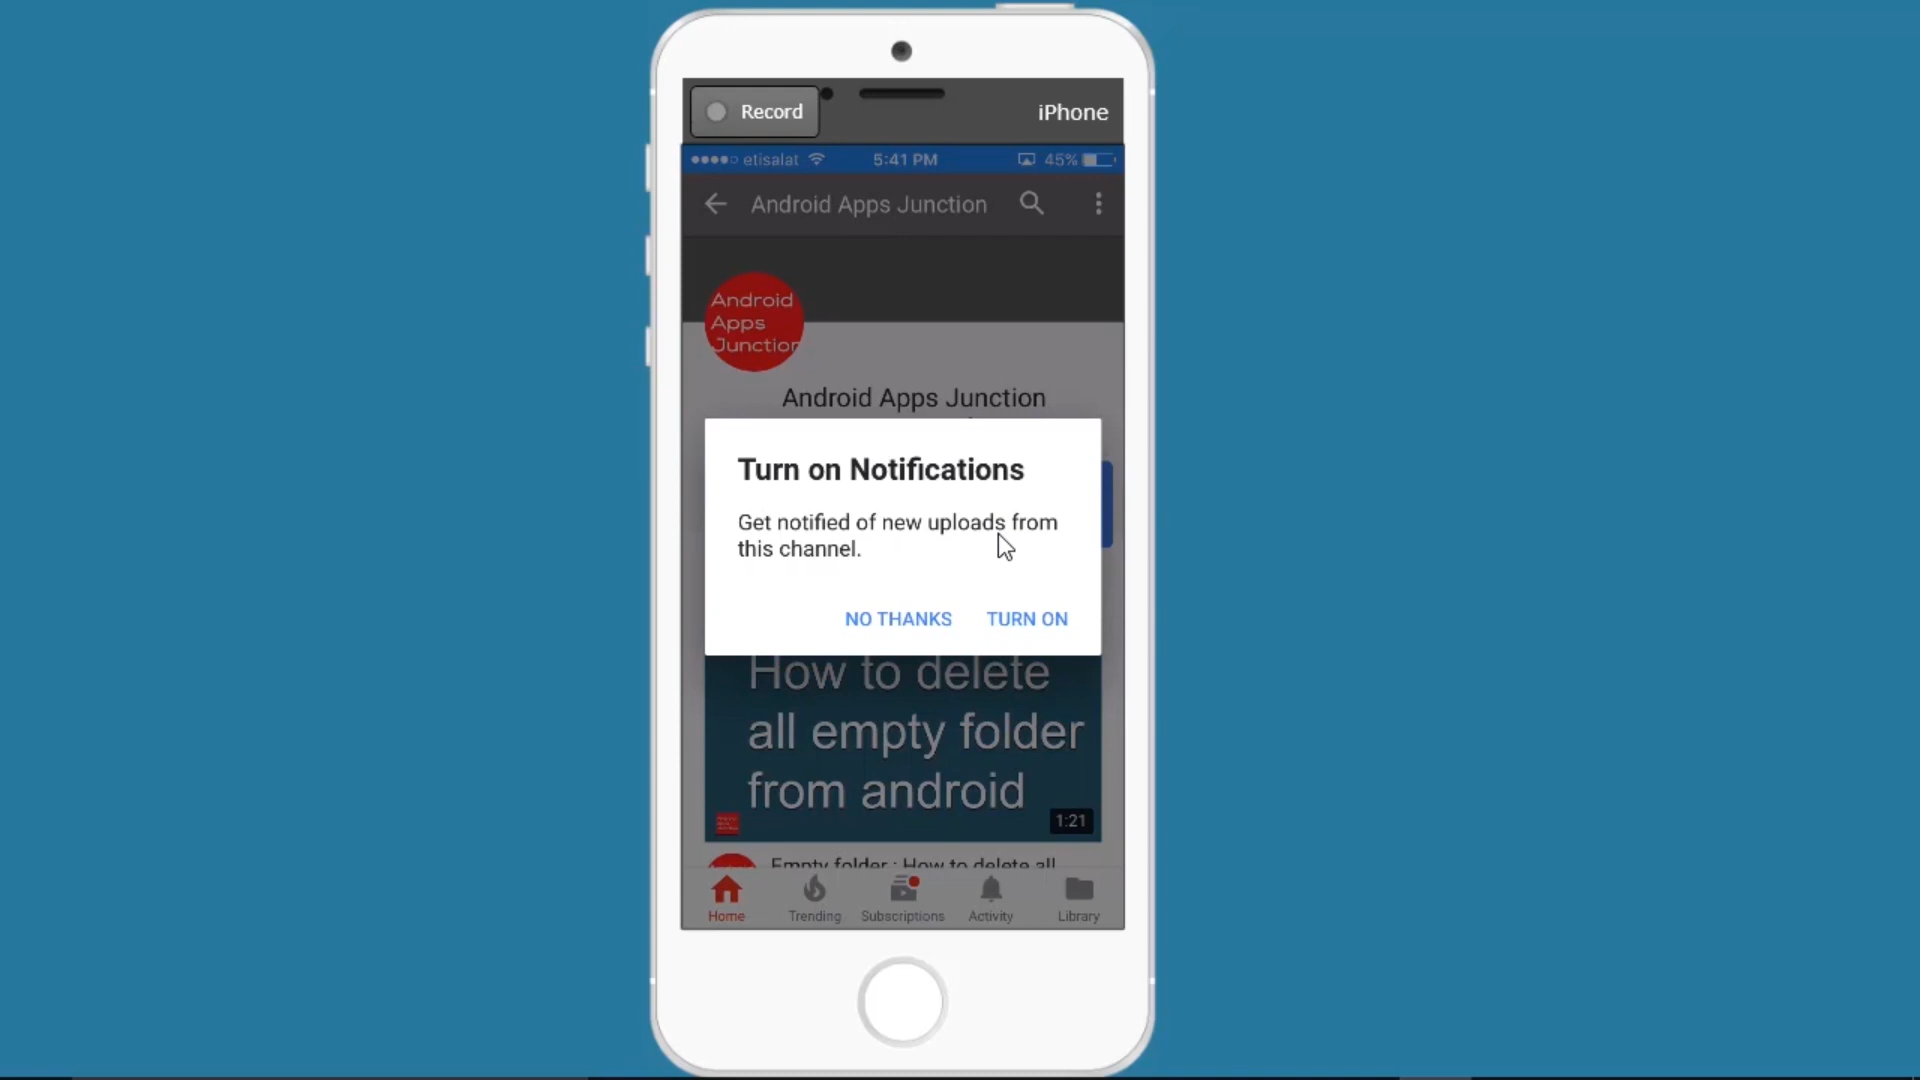 Record
iPhone
etisalat
5:41 PM
45%
Android Apps Junction
Android
Apps
Junction
Android Apps Junction
Turn on Notifications
Get notified of new uploads from
this channel.
NO THANKS TURN ON
How to delete
all empty folder
from android
1:21
Empty folder : How to delete all
Home Trending Subscriptions Activity Library